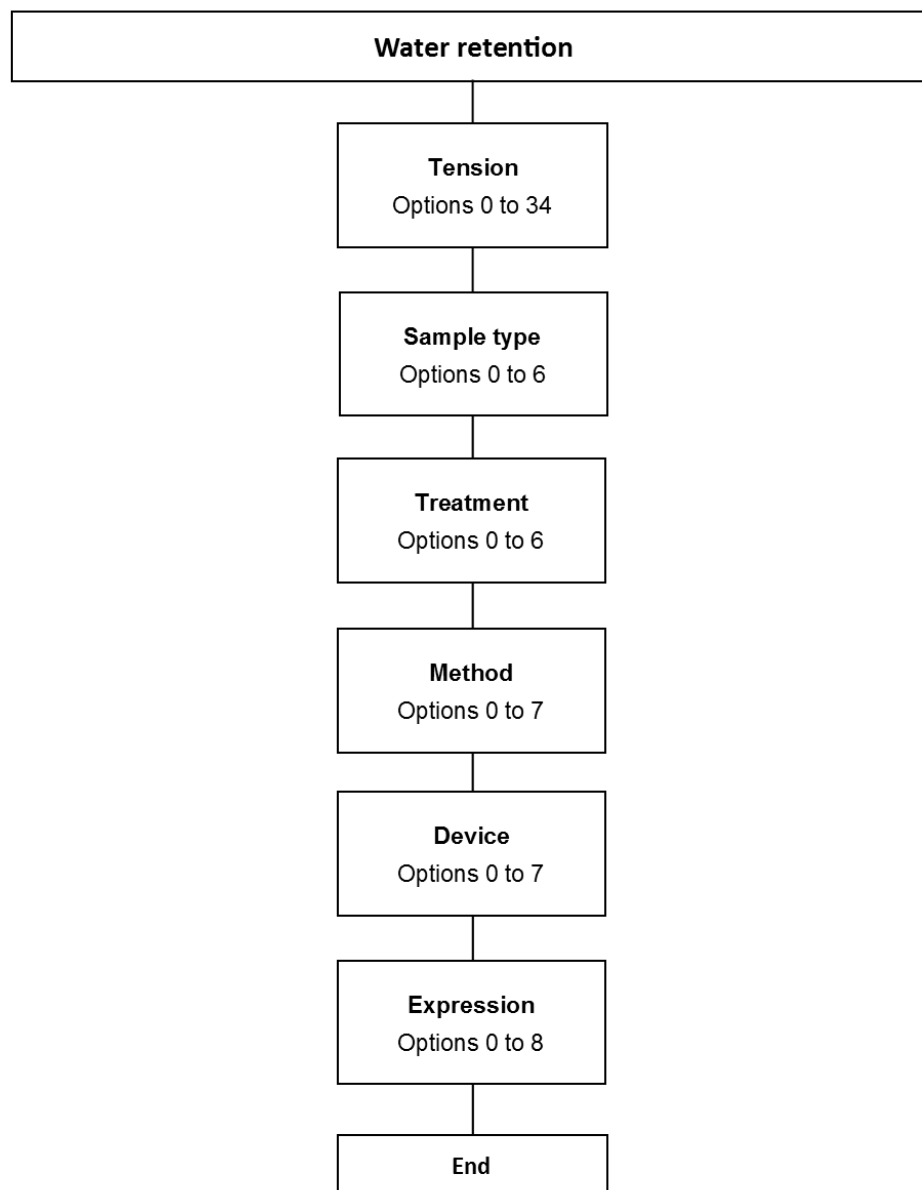 Water retention
Tension
Options 0 to 34
Sample type
Options 0 to 6
Treatment
Options 0 to 6
Method
Options 0 to 7
Device
Options 0 to 7
Expression
Options 0 to 8
End